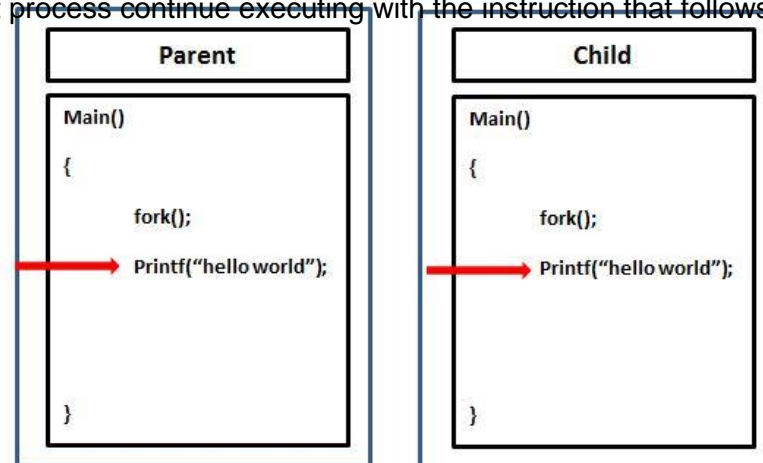 process continue executing with the instruction that follows
Parent
Main()
{
fork();
Printf("hello world");
}
Child
Main()
{
fork();
Printf("hello world");
}